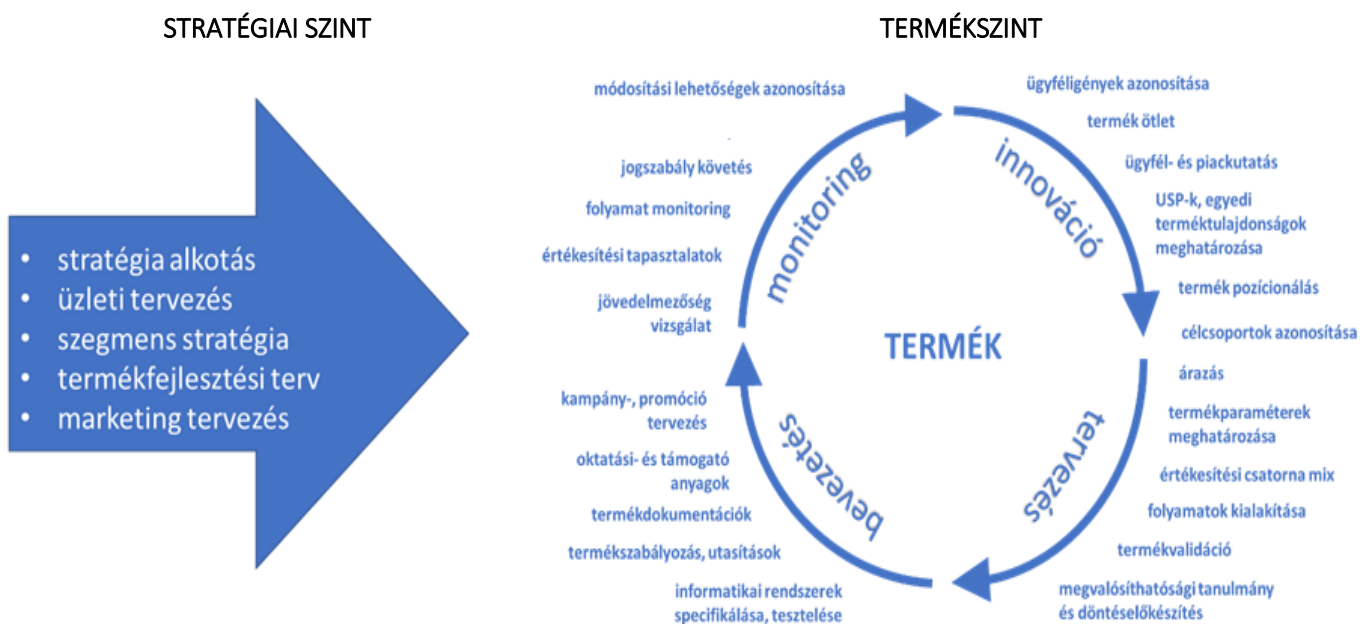 STRATÉGIAI SZINT
• stratégia alkotás
• üzleti tervezés
• szegmens stratégia
• termékfejlesztési terv
• marketing tervezés
TERMÉKSZINT
TERMÉK
innováció
ügyféligények azonosítása
termék ötlet
ügyfél- és piackutatás
USP-k, egyedi
terméktulajdonságok
meghatározása
termék pozícionálás
célcsoportok azonosítása
tervezés
árazás
termékparaméterek
meghatározása
értékesítési csatorna mix
folyamatok kialakítása
termékvalidáció
megvalósíthatósági tanulmány
és döntéselőkészítés
bevezetés
informatikai rendszerek
specifikálása, tesztelése
termékszabályozás, utasítások
termékdokumentációk
oktatási- és támogató
anyagok
kampány-, promóció
tervezés
monitoring
jövedelmezőség
vizsgálat
értékesítési tapasztalatok
folyamat monitoring
jogszabály követés
módosítási lehetőségek azonosítása